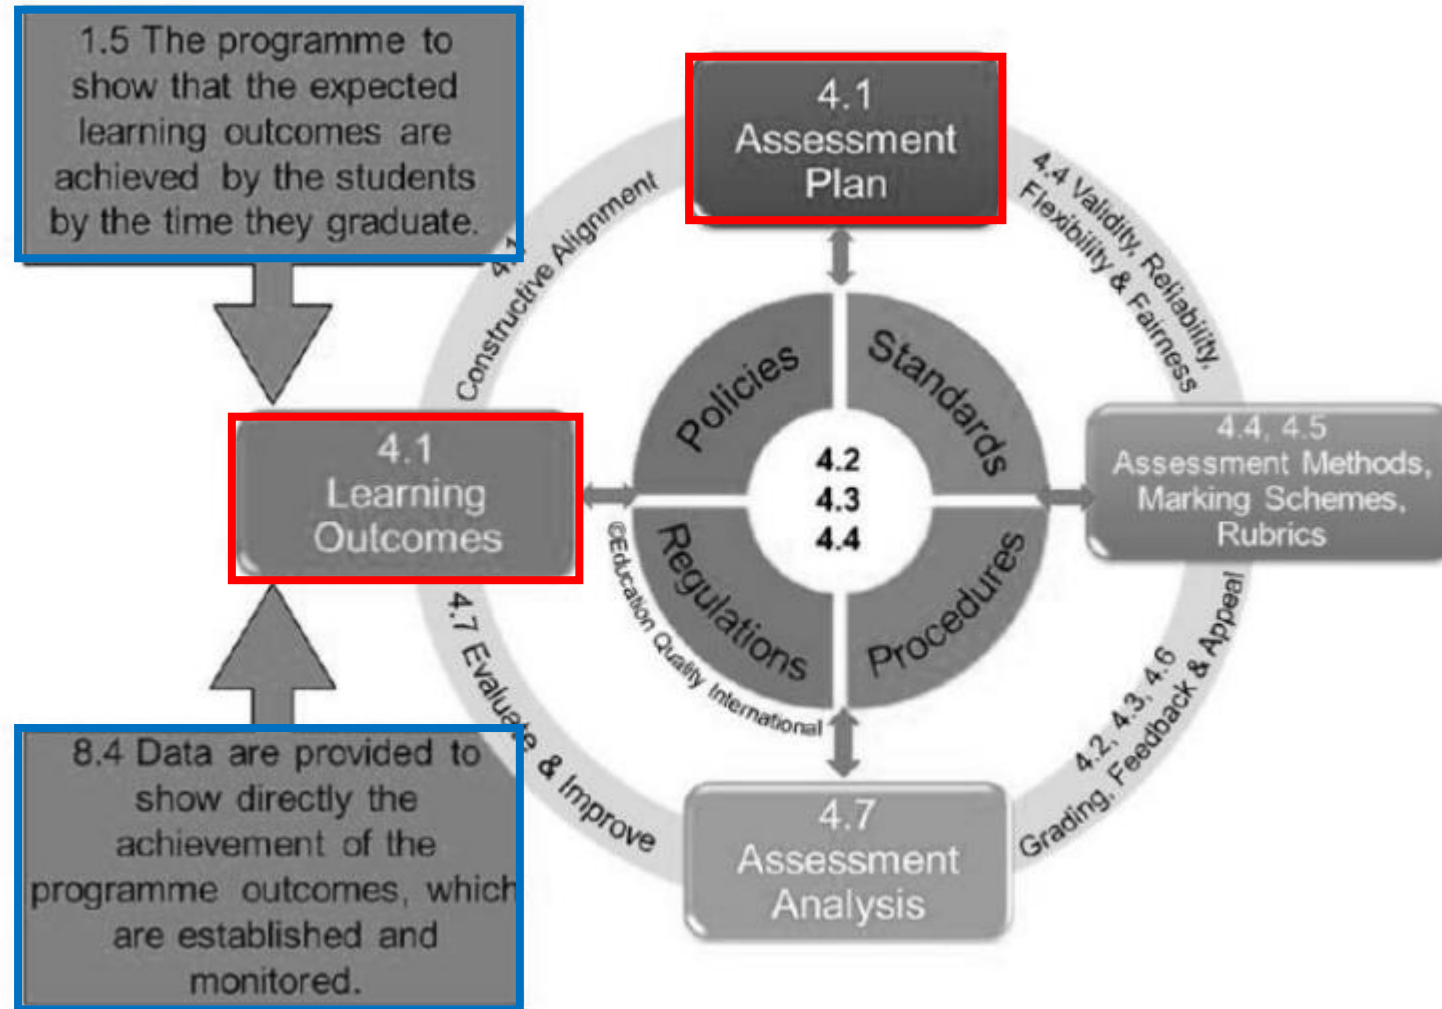 1.5 The programme to
show that the expected
learning outcomes are
achieved by the students
by the time they graduate.
4.1
Assessment
Plan
4.1
Constructive Alignment
4.4 Validity, Reliability,
Flexibility & Fairness
Policies
Standards
4.2
4.3
4.4
Regulations
Procedures
4.1
Learning
Outcomes
4.4, 4.5
Assessment Methods,
Marking Schemes,
Rubrics
©Education Quality International
4.7 Evaluate & Improve
4.2, 4.3, 4.6
Grading, Feedback & Appeal
8.4 Data are provided to
show directly the
achievement of the
programme outcomes, which
are established and
monitored.
4.7
Assessment
Analysis